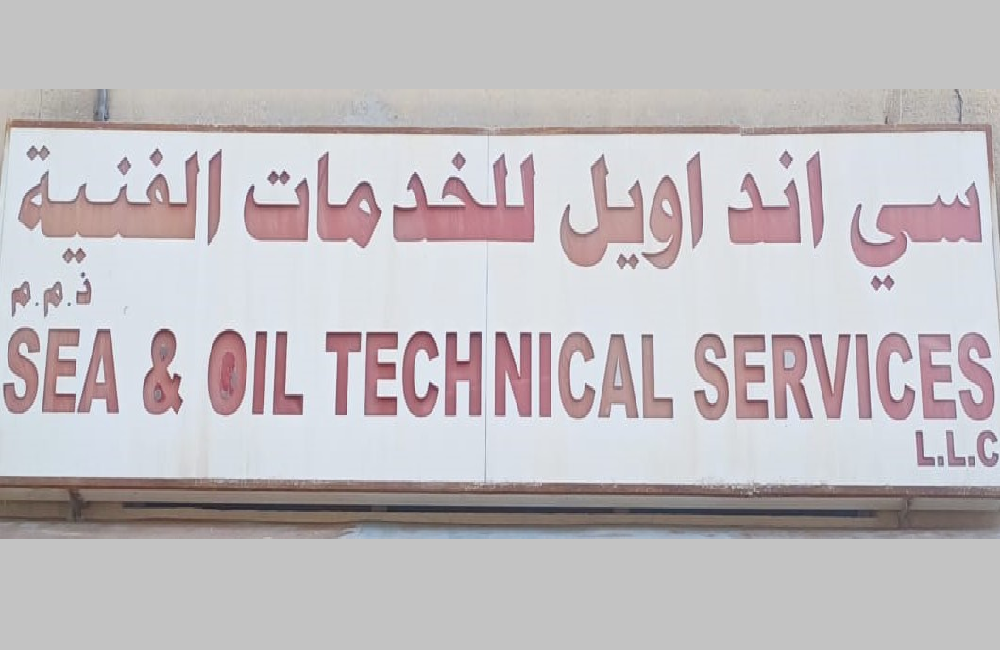 سي اند اويل للخدمات الفنية
ذ.م.م
SEA & OIL TECHNICAL SERVICES
L.L.C